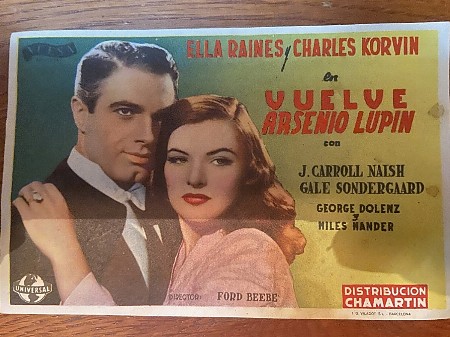 ELLA RAINES y CHARLES KORVIN
en
VUELVE
ARSENIO LUPIN
con
J. CARROLL NAISH
GALE SONDERGAARD
GEORGE DOLENZ
y
MILES MANDER
UNIVERSAL
DIRECTOR: FORD BEEBE
DISTRIBUCION
CHAMARTIN
BARCELONA